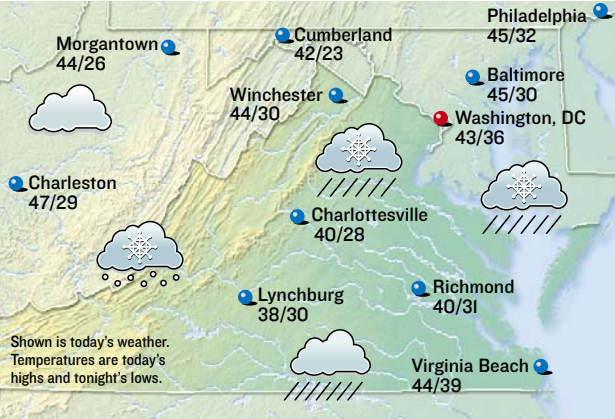 Philadelphia
45/32
Cumberland
42/23
Morgantown
44/26
Baltimore
45/30
Winchester
44/30
Washington, DC
43/36
Charleston
47/29
Charlottesville
40/28
Richmond
40/31
Lynchburg
38/30
Shown is today's weather.
Temperatures are today's
highs and tonight's lows.
Virginia Beach
44/39